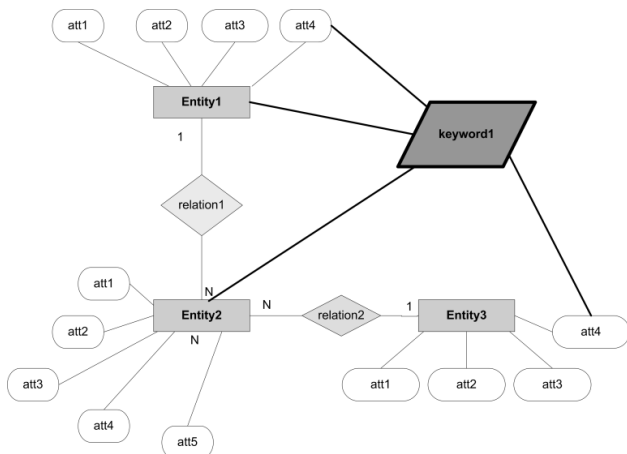 att1
att2
att3
att4
Entity1
keyword1
1
relation1
att1
N
N
1
Entity2
relation2
Entity3
att2
N
att4
att3
att1
att2
att3
att4
att5